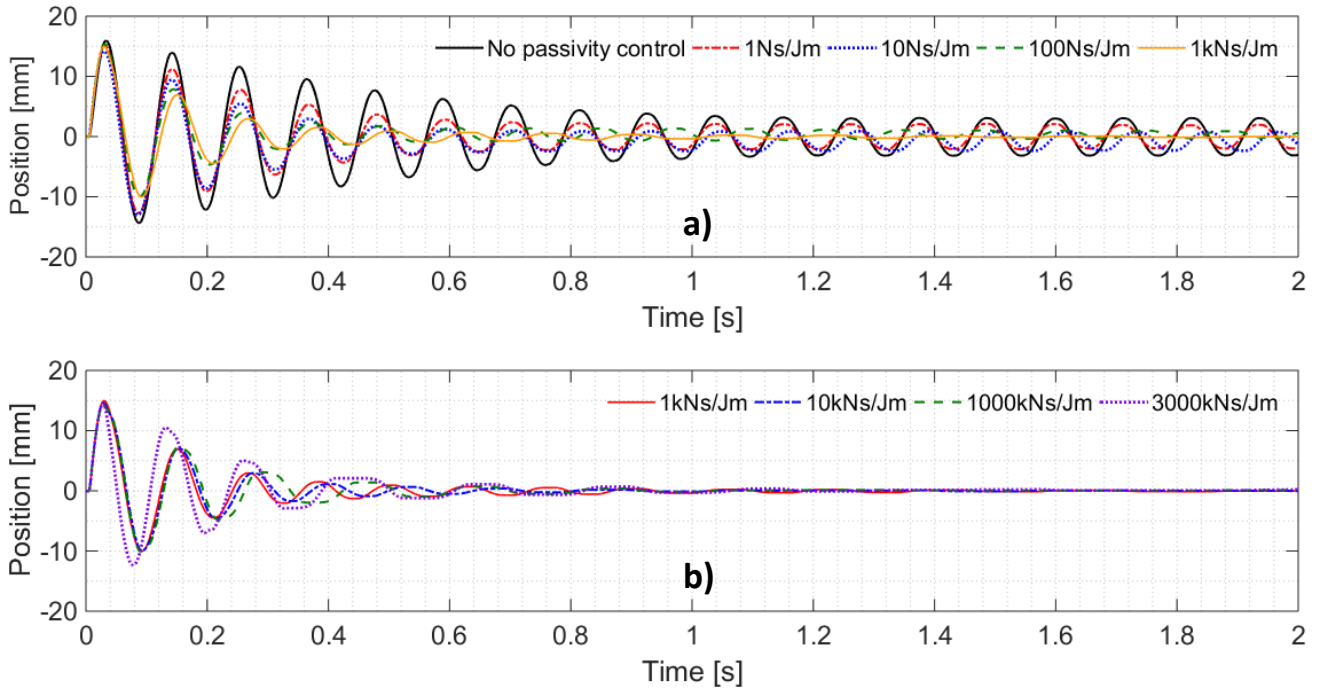 20
No passivity control 1Ns/Jm 10Ns/Jm 100Ns/Jm 1kNs/Jm
10
0
-10
-20
Position [mm]
a)
0 0.2 0.4 0.6 0.8 1 1.2 1.4 1.6 1.8 2
Time [s]
20
1kNs/Jm 10kNs/Jm 1000kNs/Jm 3000kNs/Jm
10
0
-10
-20
Position [mm]
b)
0 0.2 0.4 0.6 0.8 1 1.2 1.4 1.6 1.8 2
Time [s]